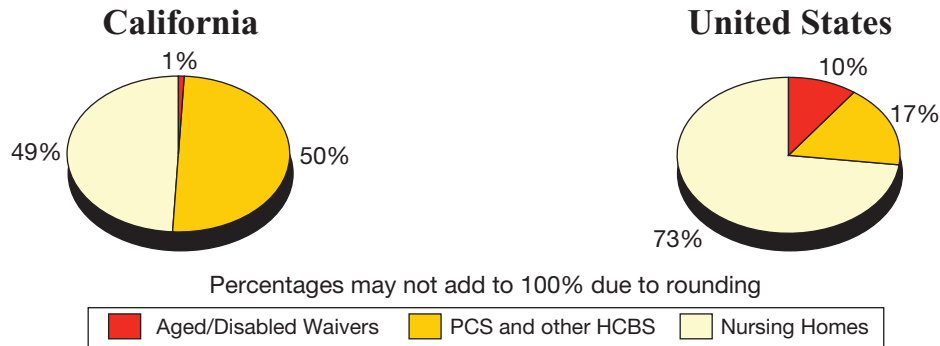 California
United States
1%
49%
50%
10%
17%
73%
Percentages may not add to 100% due to rounding
Aged/Disabled Waivers PCS and other HCBS Nursing Homes